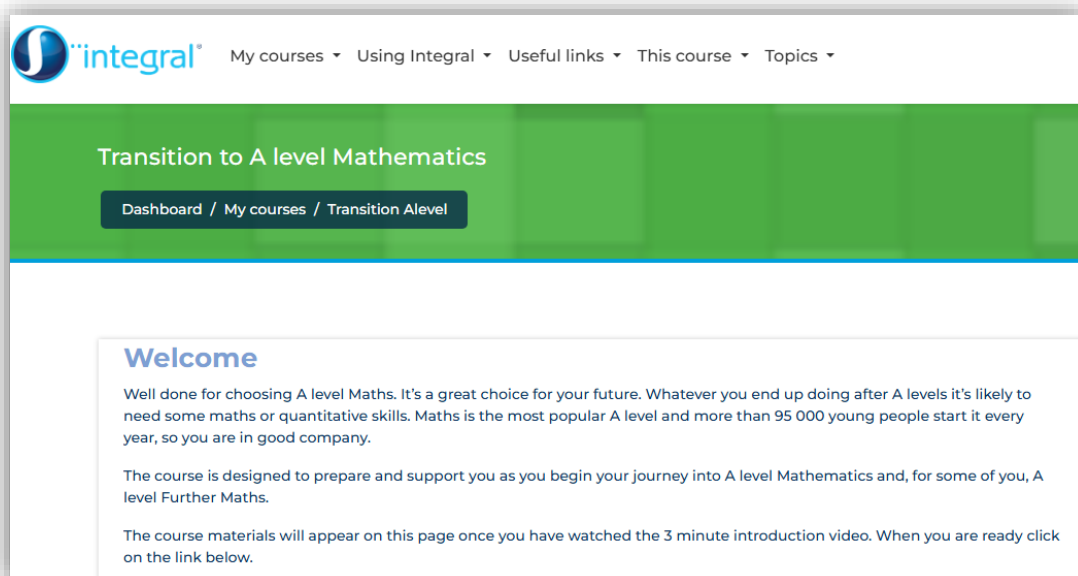 integral®
My courses Using Integral Useful links This course Topics
Transition to A level Mathematics
Dashboard / My courses / Transition Alevel
Welcome
Well done for choosing A level Maths. It's a great choice for your future. Whatever you end up doing after A levels it's likely to
need some maths or quantitative skills. Maths is the most popular A level and more than 95 000 young people start it every
year, so you are in good company.
The course is designed to prepare and support you as you begin your journey into A level Mathematics and, for some of you, A
level Further Maths.
The course materials will appear on this page once you have watched the 3 minute introduction video. When you are ready click
on the link below.